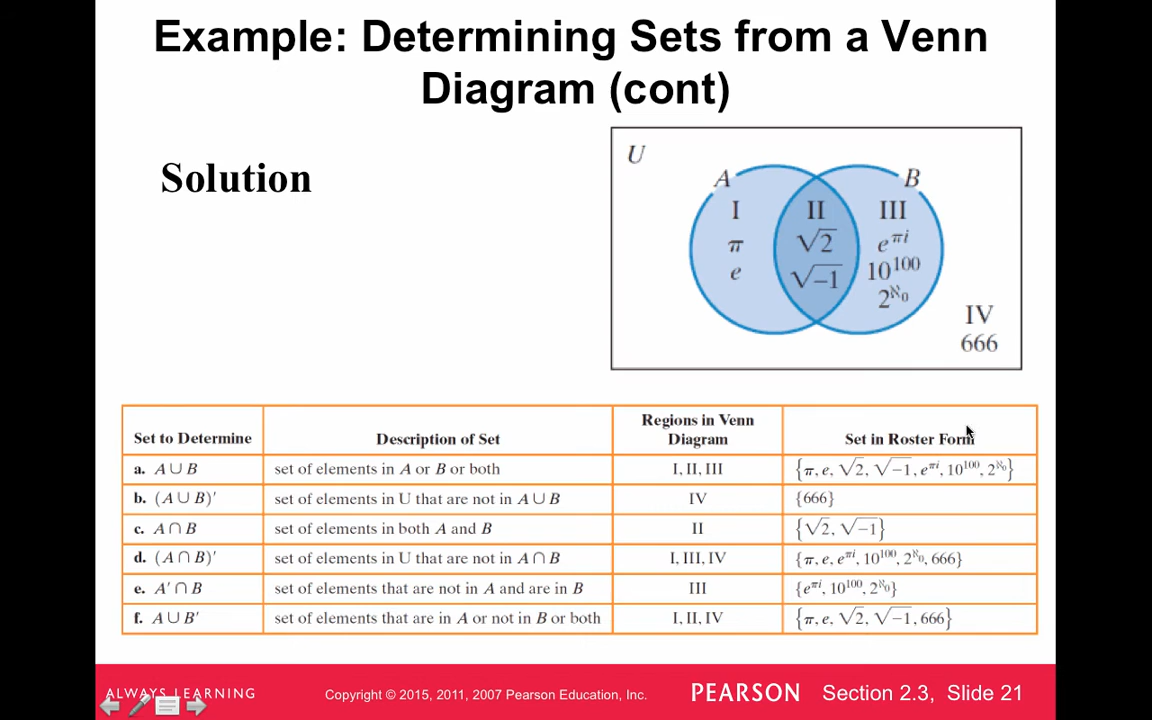 Example: Determining Sets from a Venn
Diagram (cont)
Solution
U
A
B
I
II
III
π
√2
e^{πi}
e
√−1
10^{100}
2^{ℵ₀}
IV
666
Set to Determine
Description of Set
Regions in Venn
Diagram
Set in Roster Form
a. A ∪ B
set of elements in A or B or both
I, II, III
{π, e, √2, √−1, e^{πi}, 10^{100}, 2^{ℵ₀}}
b. (A ∪ B)′
set of elements in U that are not in A ∪ B
IV
{666}
c. A ∩ B
set of elements in both A and B
II
{√2, √−1}
d. (A ∩ B)′
set of elements in U that are not in A ∩ B
I, III, IV
{π, e, e^{πi}, 10^{100}, 2^{ℵ₀}, 666}
e. A′ ∩ B
set of elements that are not in A and are in B
III
{e^{πi}, 10^{100}, 2^{ℵ₀}}
f. A ∪ B′
set of elements that are in A or not in B or both
I, II, IV
{π, e, √2, √−1, 666}
ALWAYS LEARNING
Copyright © 2015, 2011, 2007 Pearson Education, Inc.
PEARSON
Section 2.3, Slide 21